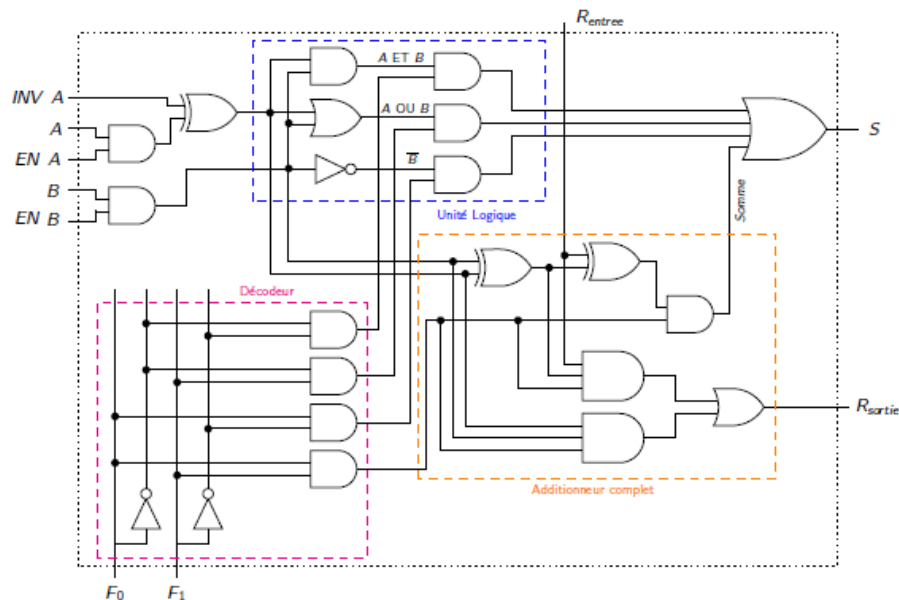 R_entree
INV A
A
EN A
B
EN B
A ET B
A OU B
B̅
Unité Logique
S
Somme
Décodeur
R_sortie
Additionneur complet
F₀
F₁